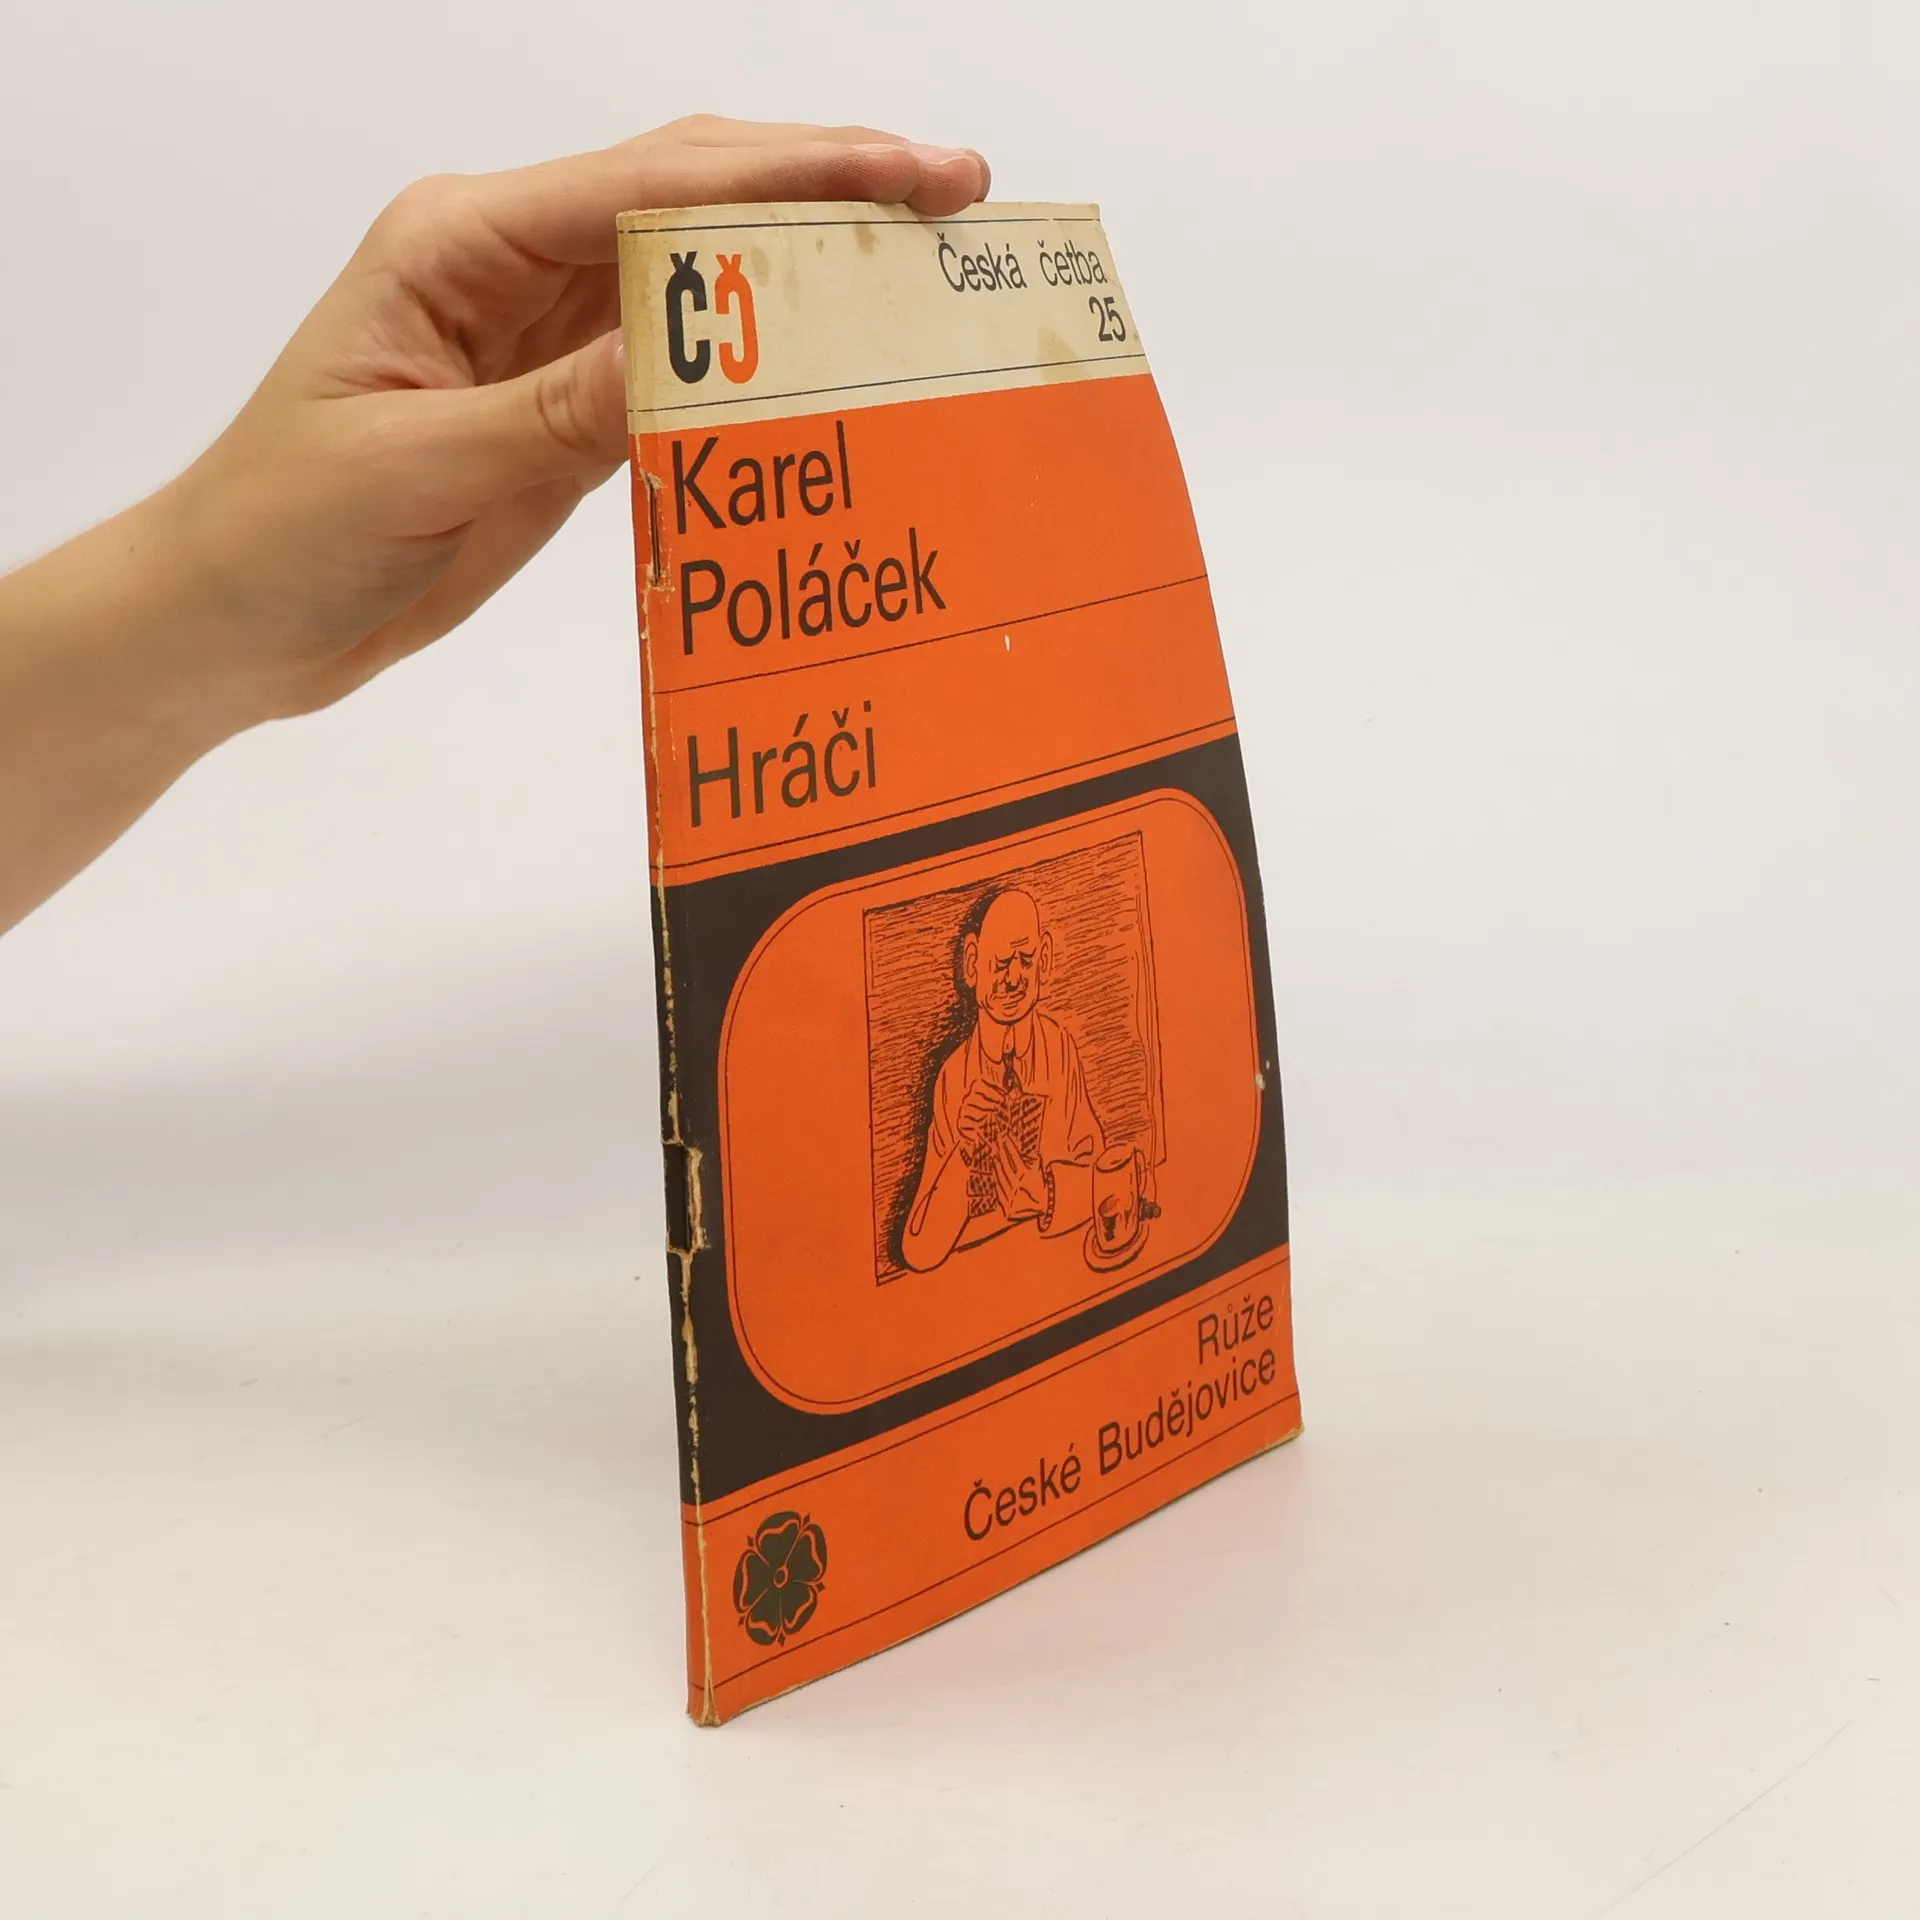 ČČ
Česká četba
25
Karel
Poláček
Hráči
Růže
České Budějovice